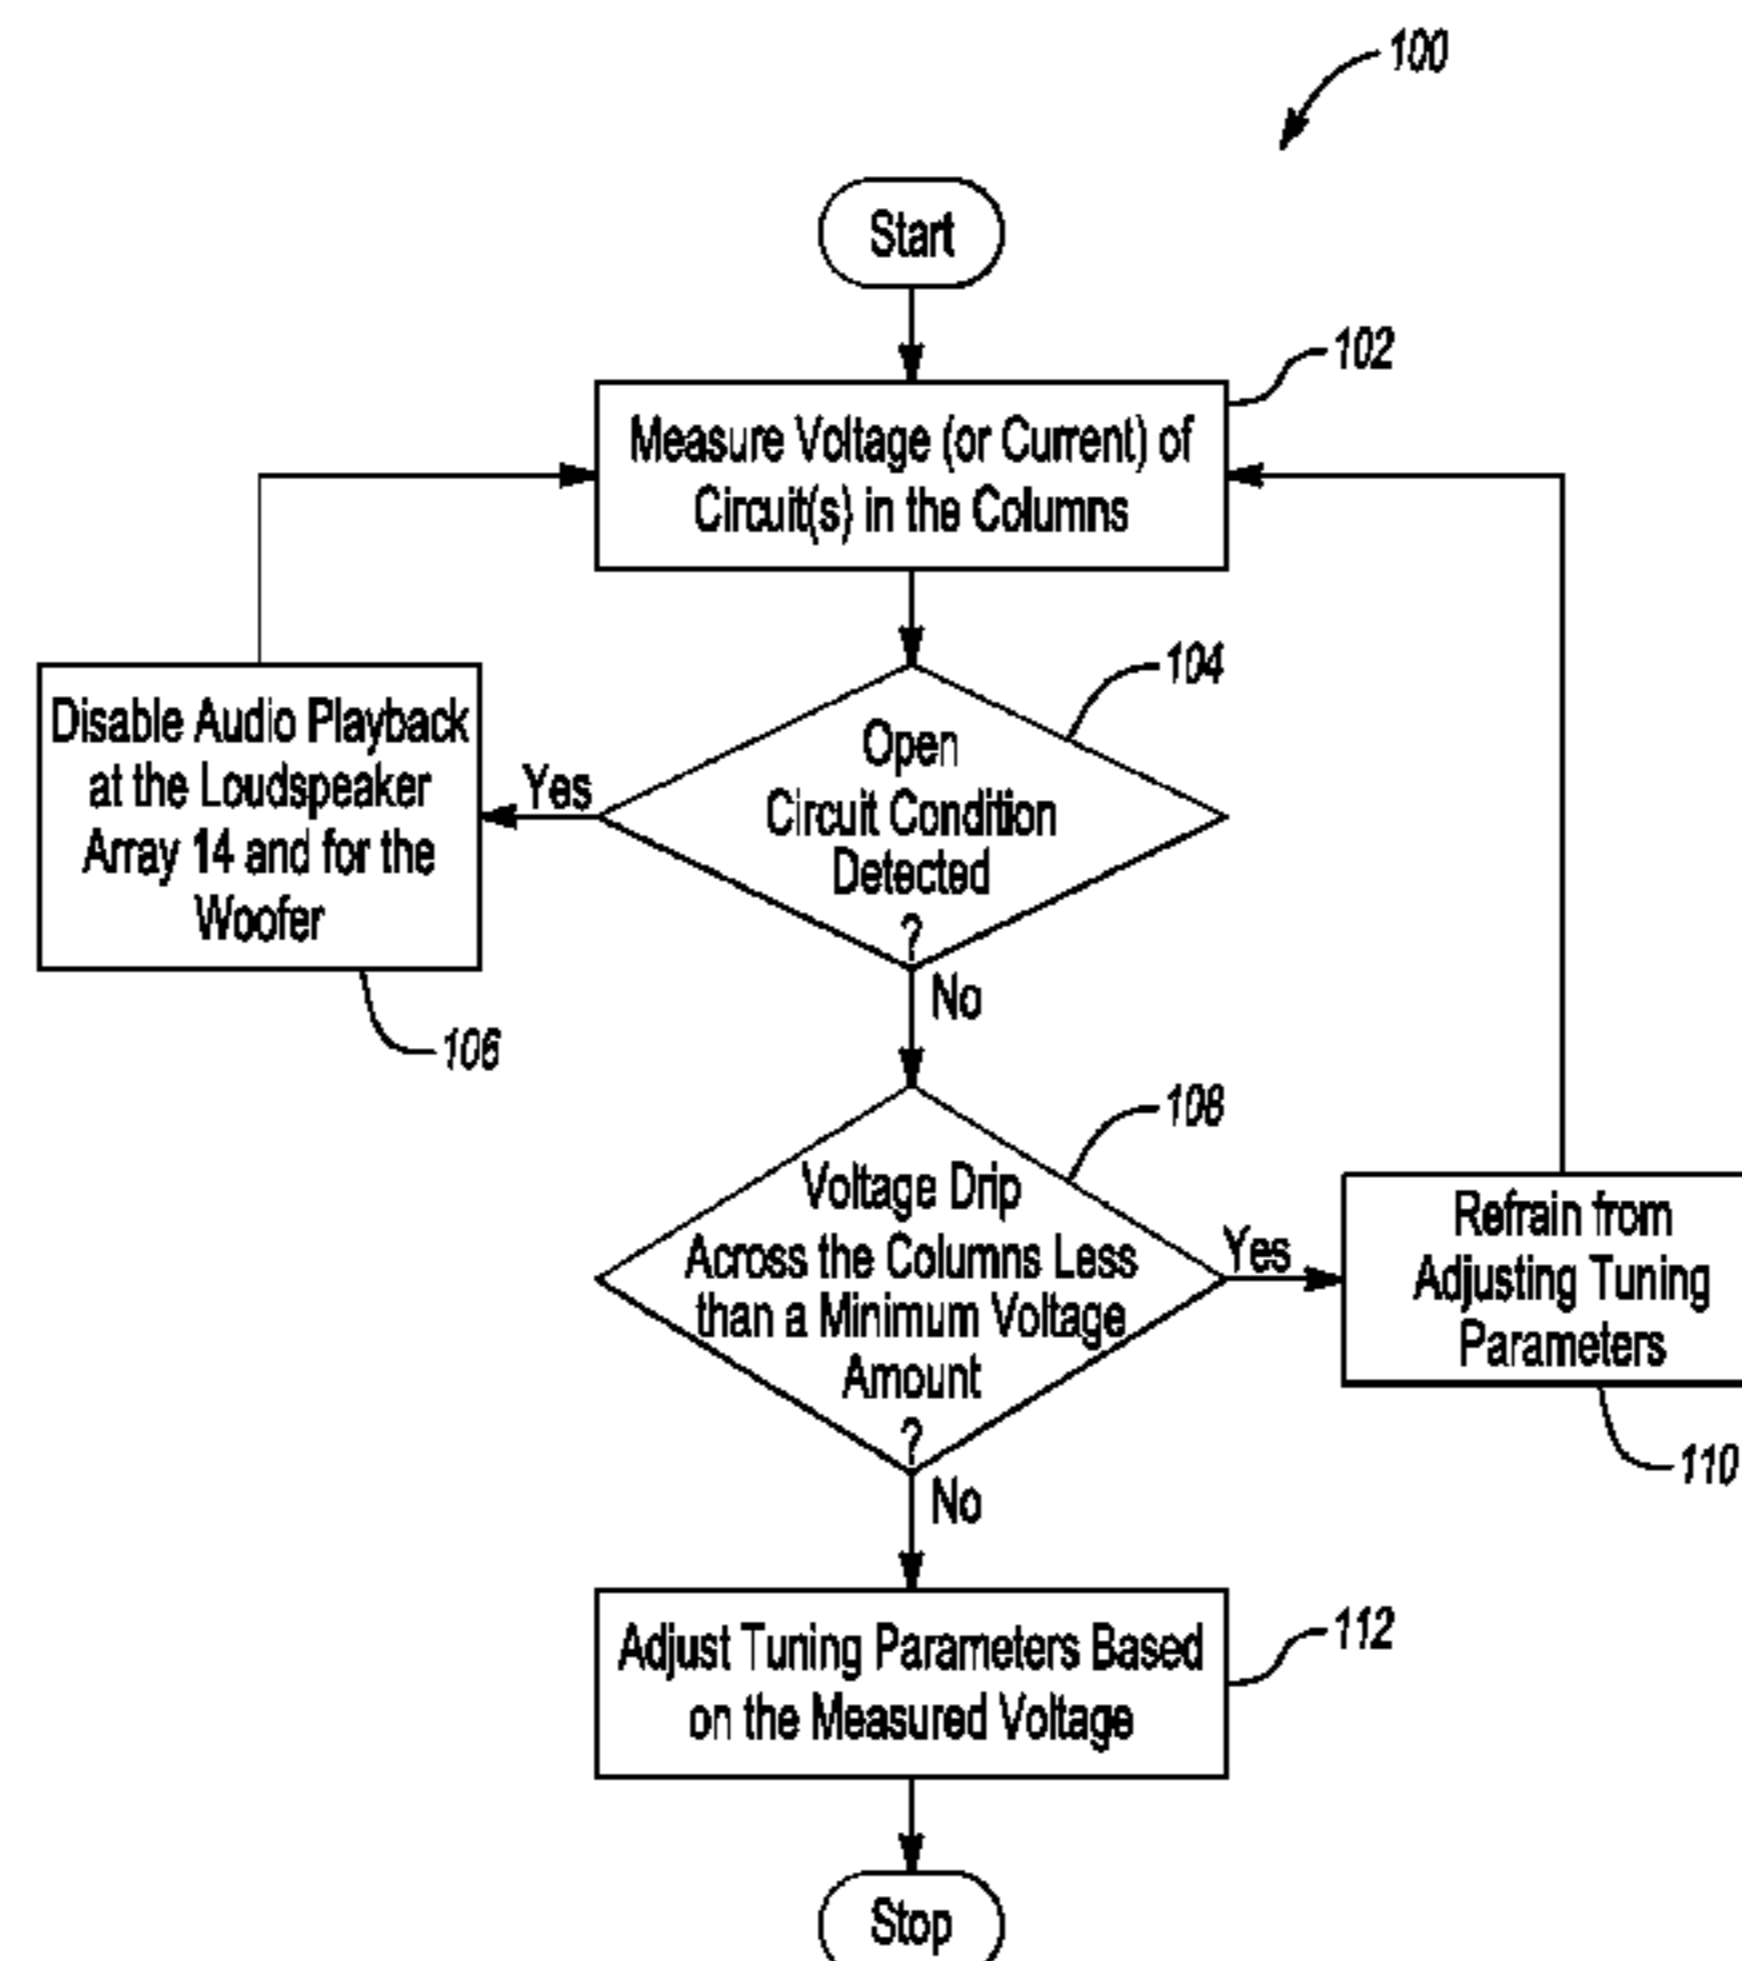 100
Start
102
Measure Voltage (or Current) of
Circuit(s) in the Columns
104
Open
Circuit Condition
Detected
?
Yes
Disable Audio Playback
at the Loudspeaker
Array 14 and for the
Woofer
106
No
108
Voltage Drip
Across the Columns Less
than a Minimum Voltage
Amount
?
Yes
Refrain from
Adjusting Tuning
Parameters
110
No
112
Adjust Tuning Parameters Based
on the Measured Voltage
Stop